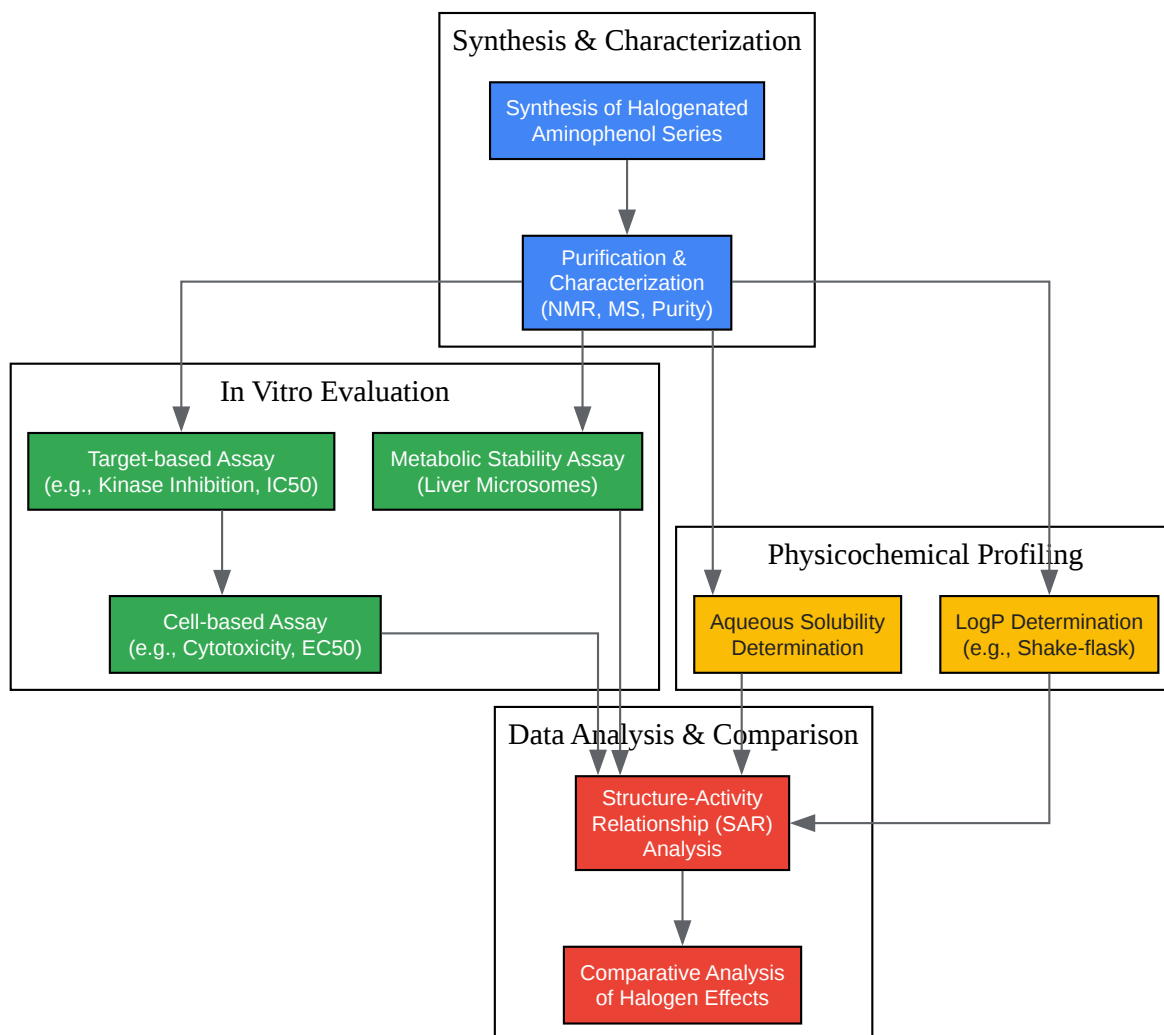 Synthesis & Characterization
Synthesis of Halogenated
Aminophenol Series
Purification &
Characterization
(NMR, MS, Purity)
In Vitro Evaluation
Target-based Assay
(e.g., Kinase Inhibition, IC50)
Metabolic Stability Assay
(Liver Microsomes)
Cell-based Assay
(e.g., Cytotoxicity, EC50)
Physicochemical Profiling
Aqueous Solubility
Determination
LogP Determination
(e.g., Shake-flask)
Data Analysis & Comparison
Structure-Activity
Relationship (SAR)
Analysis
Comparative Analysis
of Halogen Effects